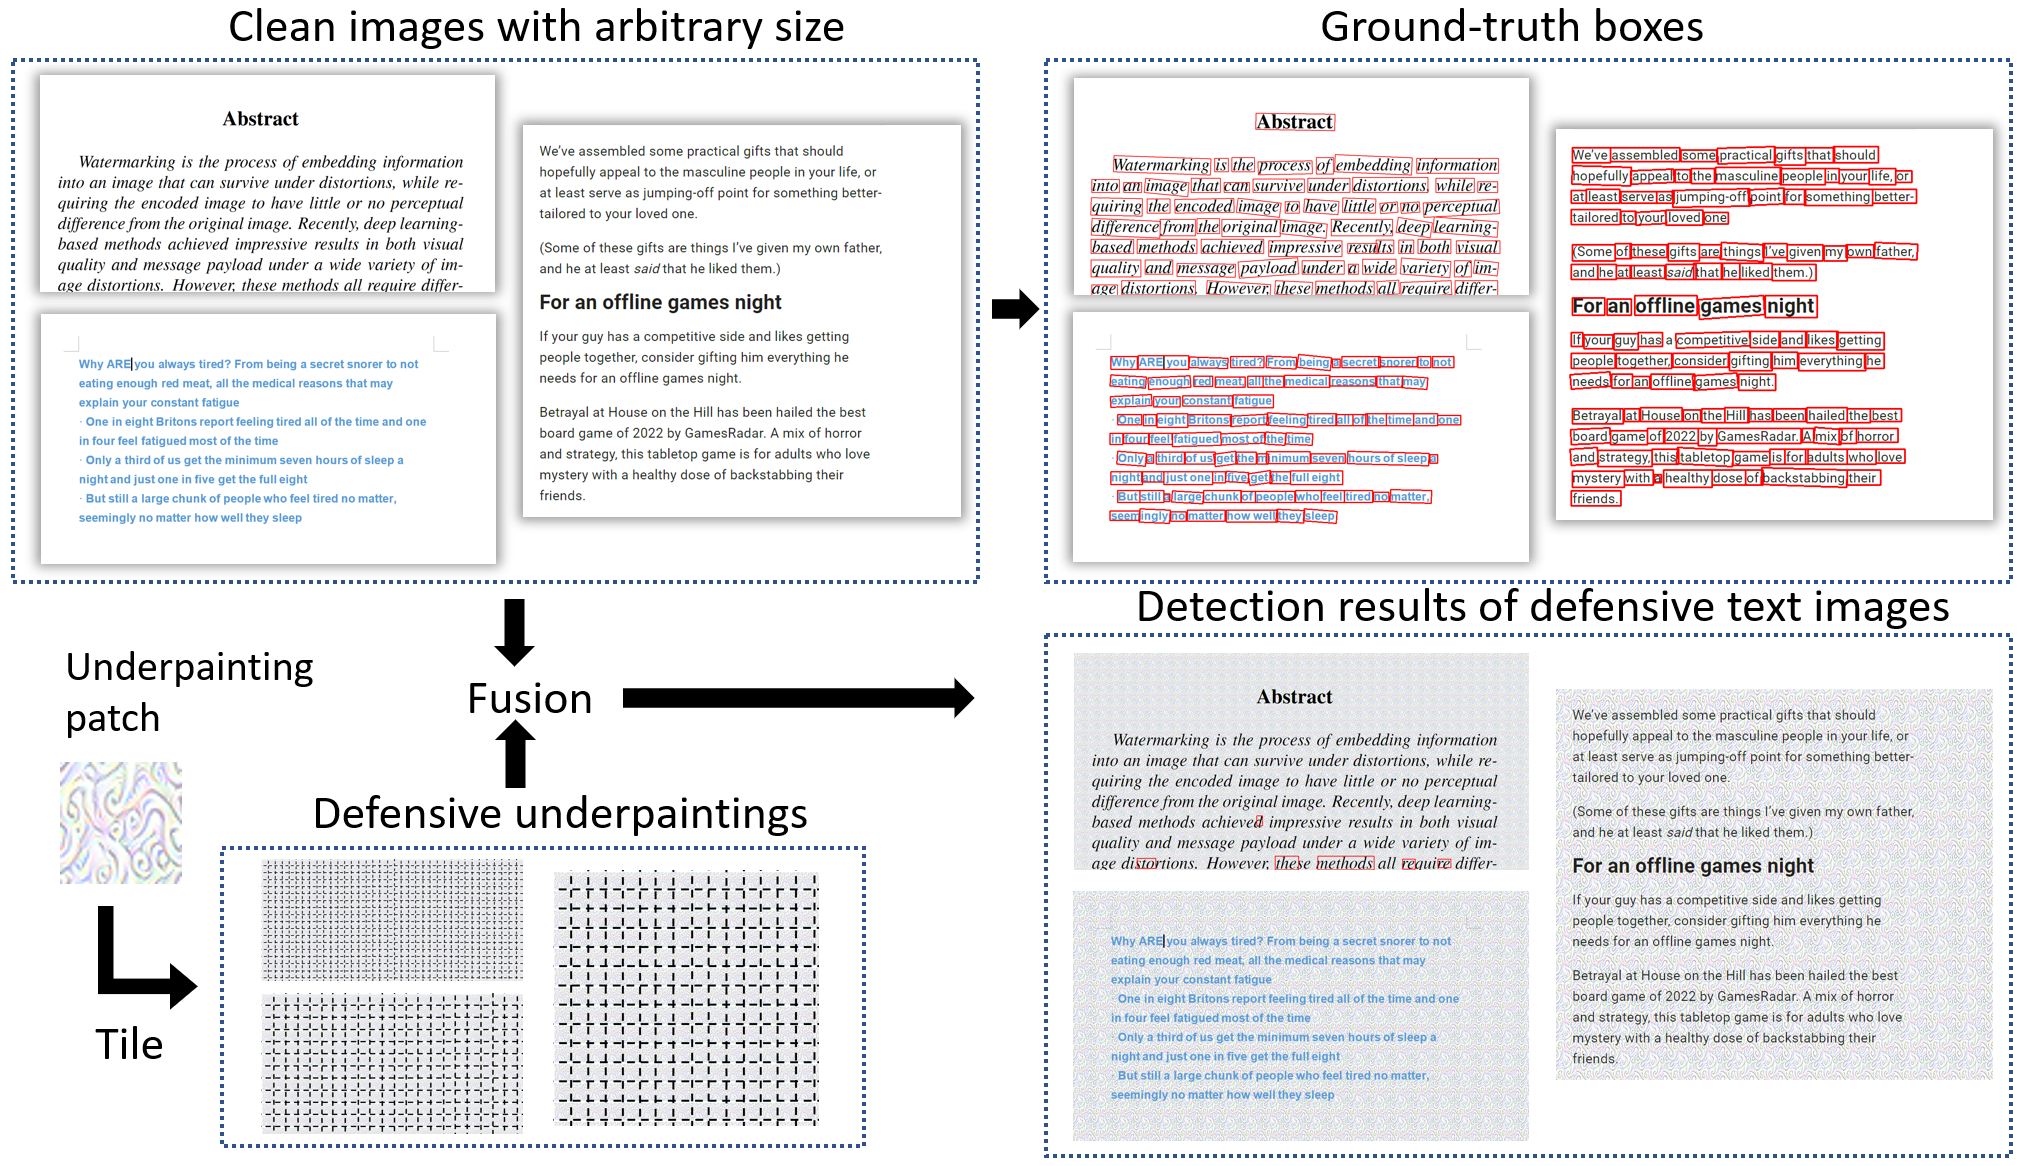 Clean images with arbitrary size
Abstract
Watermarking is the process of embedding information
into an image that can survive under distortions, while re-
quiring the encoded image to have little or no perceptual
difference from the original image. Recently, deep learning-
based methods achieved impressive results in both visual
quality and message payload under a wide variety of im-
age distortions. However, these methods all require differ-
We've assembled some practical gifts that should
hopefully appeal to the masculine people in your life, or
at least serve as jumping-off point for something better-
tailored to your loved one.
(Some of these gifts are things I've given my own father,
and he at least said that he liked them.)
For an offline games night
If your guy has a competitive side and likes getting
people together, consider gifting him everything he
needs for an offline games night.
Betrayal at House on the Hill has been hailed the best
board game of 2022 by GamesRadar. A mix of horror
and strategy, this tabletop game is for adults who love
mystery with a healthy dose of backstabbing their
friends.
Why ARE you always tired? From being a secret snorer to not
eating enough red meat, all the medical reasons that may
explain your constant fatigue
· One in eight Britons report feeling tired all of the time and one
in four feel fatigued most of the time
· Only a third of us get the minimum seven hours of sleep a
night and just one in five get the full eight
· But still a large chunk of people who feel tired no matter,
seemingly no matter how well they sleep
Ground-truth boxes
Abstract
Watermarking is the process of embedding information
into an image that can survive under distortions, while re-
quiring the encoded image to have little or no perceptual
difference from the original image. Recently, deep learning-
based methods achieved impressive results in both visual
quality and message payload under a wide variety of im-
age distortions. However, these methods all require differ-
We've assembled some practical gifts that should
hopefully appeal to the masculine people in your life, or
at least serve as jumping-off point for something better-
tailored to your loved one
(Some of these gifts are things I've given my own father,
and he at least said that he liked them.)
For an offline games night
If your guy has a competitive side and likes getting
people together, consider gifting him everything he
needs for an offline games night.
Betrayal at House on the Hill has been hailed the best
board game of 2022 by GamesRadar. A mix of horror
and strategy, this tabletop game is for adults who love
mystery with a healthy dose of backstabbing their
friends.
Why ARE you always tired? From being a secret snorer to not
eating enough red meat, all the medical reasons that may
explain your constant fatigue
· One in eight Britons report feeling tired all of the time and one
in four feel fatigued most of the time
· Only a third of us get the minimum seven hours of sleep a
night and just one in five get the full eight
· But still a large chunk of people who feel tired no matter,
seemingly no matter how well they sleep
Underpainting
patch
Fusion
Defensive underpaintings
Tile
Detection results of defensive text images
Abstract
Watermarking is the process of embedding information
into an image that can survive under distortions, while re-
quiring the encoded image to have little or no perceptual
difference from the original image. Recently, deep learning-
based methods achieved impressive results in both visual
quality and message payload under a wide variety of im-
age distortions. However, these methods all require differ-
We've assembled some practical gifts that should
hopefully appeal to the masculine people in your life, or
at least serve as jumping-off point for something better-
tailored to your loved one.
(Some of these gifts are things I've given my own father,
and he at least said that he liked them.)
For an offline games night
If your guy has a competitive side and likes getting
people together, consider gifting him everything he
needs for an offline games night.
Betrayal at House on the Hill has been hailed the best
board game of 2022 by GamesRadar. A mix of horror
and strategy, this tabletop game is for adults who love
mystery with a healthy dose of backstabbing their
friends.
Why ARE you always tired? From being a secret snorer to not
eating enough red meat, all the medical reasons that may
explain your constant fatigue
· One in eight Britons report feeling tired all of the time and one
in four feel fatigued most of the time
· Only a third of us get the minimum seven hours of sleep a
night and just one in five get the full eight
· But still a large chunk of people who feel tired no matter,
seemingly no matter how well they sleep